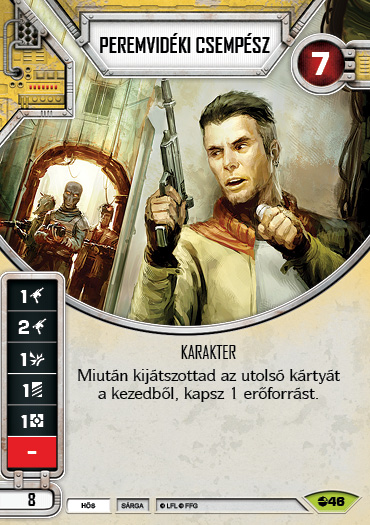 PEREMVIDÉKI CSEMPÉSZ
7
KARAKTER
Miután kijátszottad az utolsó kártyát
a kezedből, kapsz 1 erőforrást.
1
2
1
1
1
-
8
HŐS
SÁRGA
© LFL © FFG
46